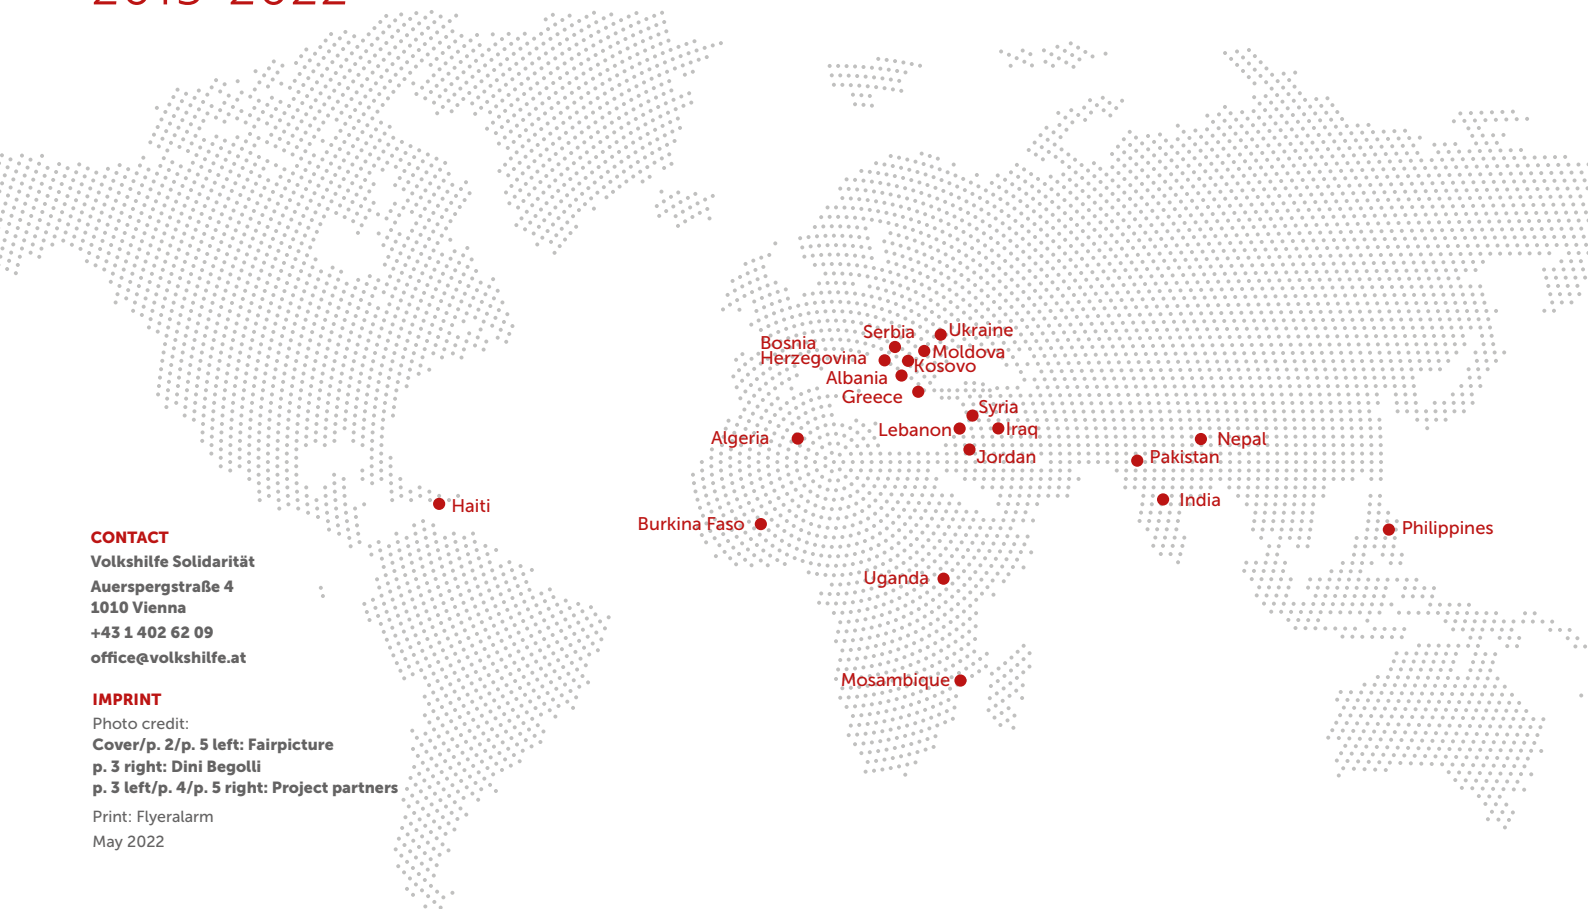 2015-2022
Serbia
Ukraine
Bosnia
Herzegovina
Moldova
Kosovo
Albania
Greece
Syria
Lebanon
Iraq
Jordan
Algeria
Nepal
Pakistan
India
Haiti
Burkina Faso
Philippines
Uganda
Mosambique
CONTACT
Volkshilfe Solidarität
Auerspergstraße 4
1010 Vienna
+43 1 402 62 09
office@volkshilfe.at
IMPRINT
Photo credit:
Cover/p. 2/p. 5 left: Fairpicture
p. 3 right: Dini Begolli
p. 3 left/p. 4/p. 5 right: Project partners
Print: Flyeralarm
May 2022